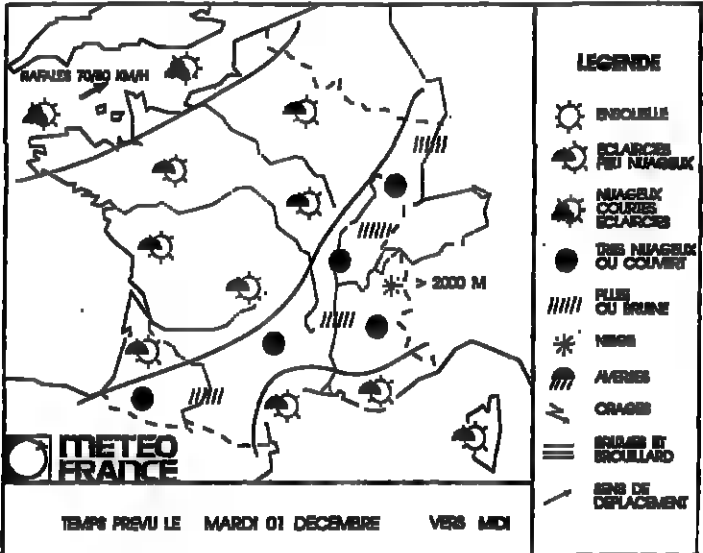 RAFALES 70/80 KM/H
> 2000 M
METEO
FRANCE
TEMPS PREVU LE MARDI 01 DECEMBRE VERS MIDI
LEGENDE
ENSOLEILLE
ECLAIRCIES
PEU NUAGEUX
NUAGEUX
COURTES
ECLAIRCIES
TRES NUAGEUX
OU COUVERT
PLUIE
OU BRUINE
NEIGE
AVERSES
ORAGES
BRUMES ET
BROUILLARD
SENS DE
DEPLACEMENT